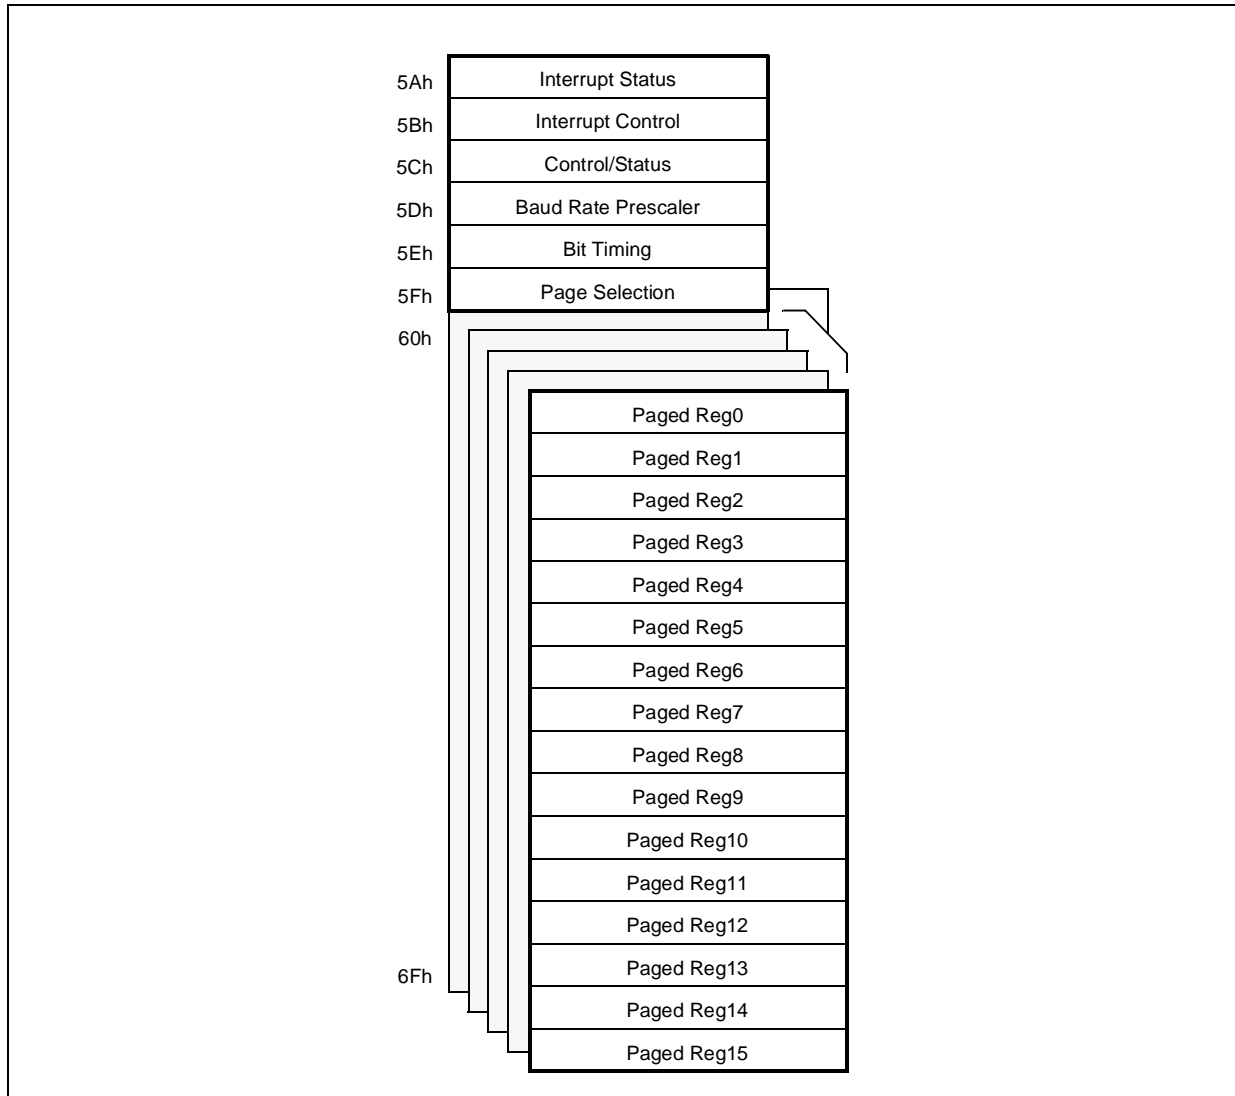 5Ah Interrupt Status
5Bh Interrupt Control
5Ch Control/Status
5Dh Baud Rate Prescaler
5Eh Bit Timing
5Fh Page Selection
60h
Paged Reg0
Paged Reg1
Paged Reg2
Paged Reg3
Paged Reg4
Paged Reg5
Paged Reg6
Paged Reg7
Paged Reg8
Paged Reg9
Paged Reg10
Paged Reg11
Paged Reg12
6Fh Paged Reg13
Paged Reg14
Paged Reg15